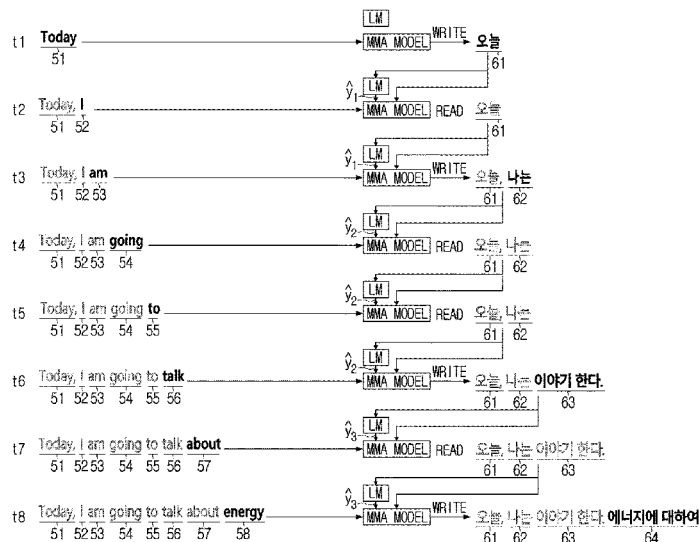 LM
t1 Today MMA MODEL WRITE 오늘
51 61
LM
ŷ1
t2 Today, I MMA MODEL READ 오늘
51 52 61
LM
ŷ1
t3 Today, I am MMA MODEL WRITE 오늘, 나는
51 52 53 61 62
LM
ŷ2
t4 Today, I am going MMA MODEL READ 오늘, 나는
51 52 53 54 61 62
LM
ŷ2
t5 Today, I am going to MMA MODEL READ 오늘, 나는
51 52 53 54 55 61 62
LM
ŷ2
t6 Today, I am going to talk MMA MODEL WRITE 오늘, 나는 이야기 한다.
51 52 53 54 55 56 61 62 63
LM
ŷ3
t7 Today, I am going to talk about MMA MODEL READ 오늘, 나는 이야기 한다.
51 52 53 54 55 56 57 61 62 63
LM
ŷ3
t8 Today, I am going to talk about energy MMA MODEL WRITE 오늘, 나는 이야기 한다. 에너지에 대하여
51 52 53 54 55 56 57 58 61 62 63 64